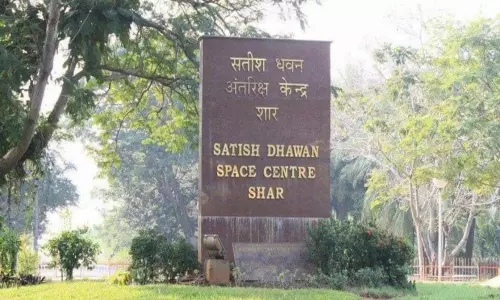 सतीश धवन
अंतरिक्ष केन्द्र
शार
SATISH DHAWAN
SPACE CENTRE
SHAR